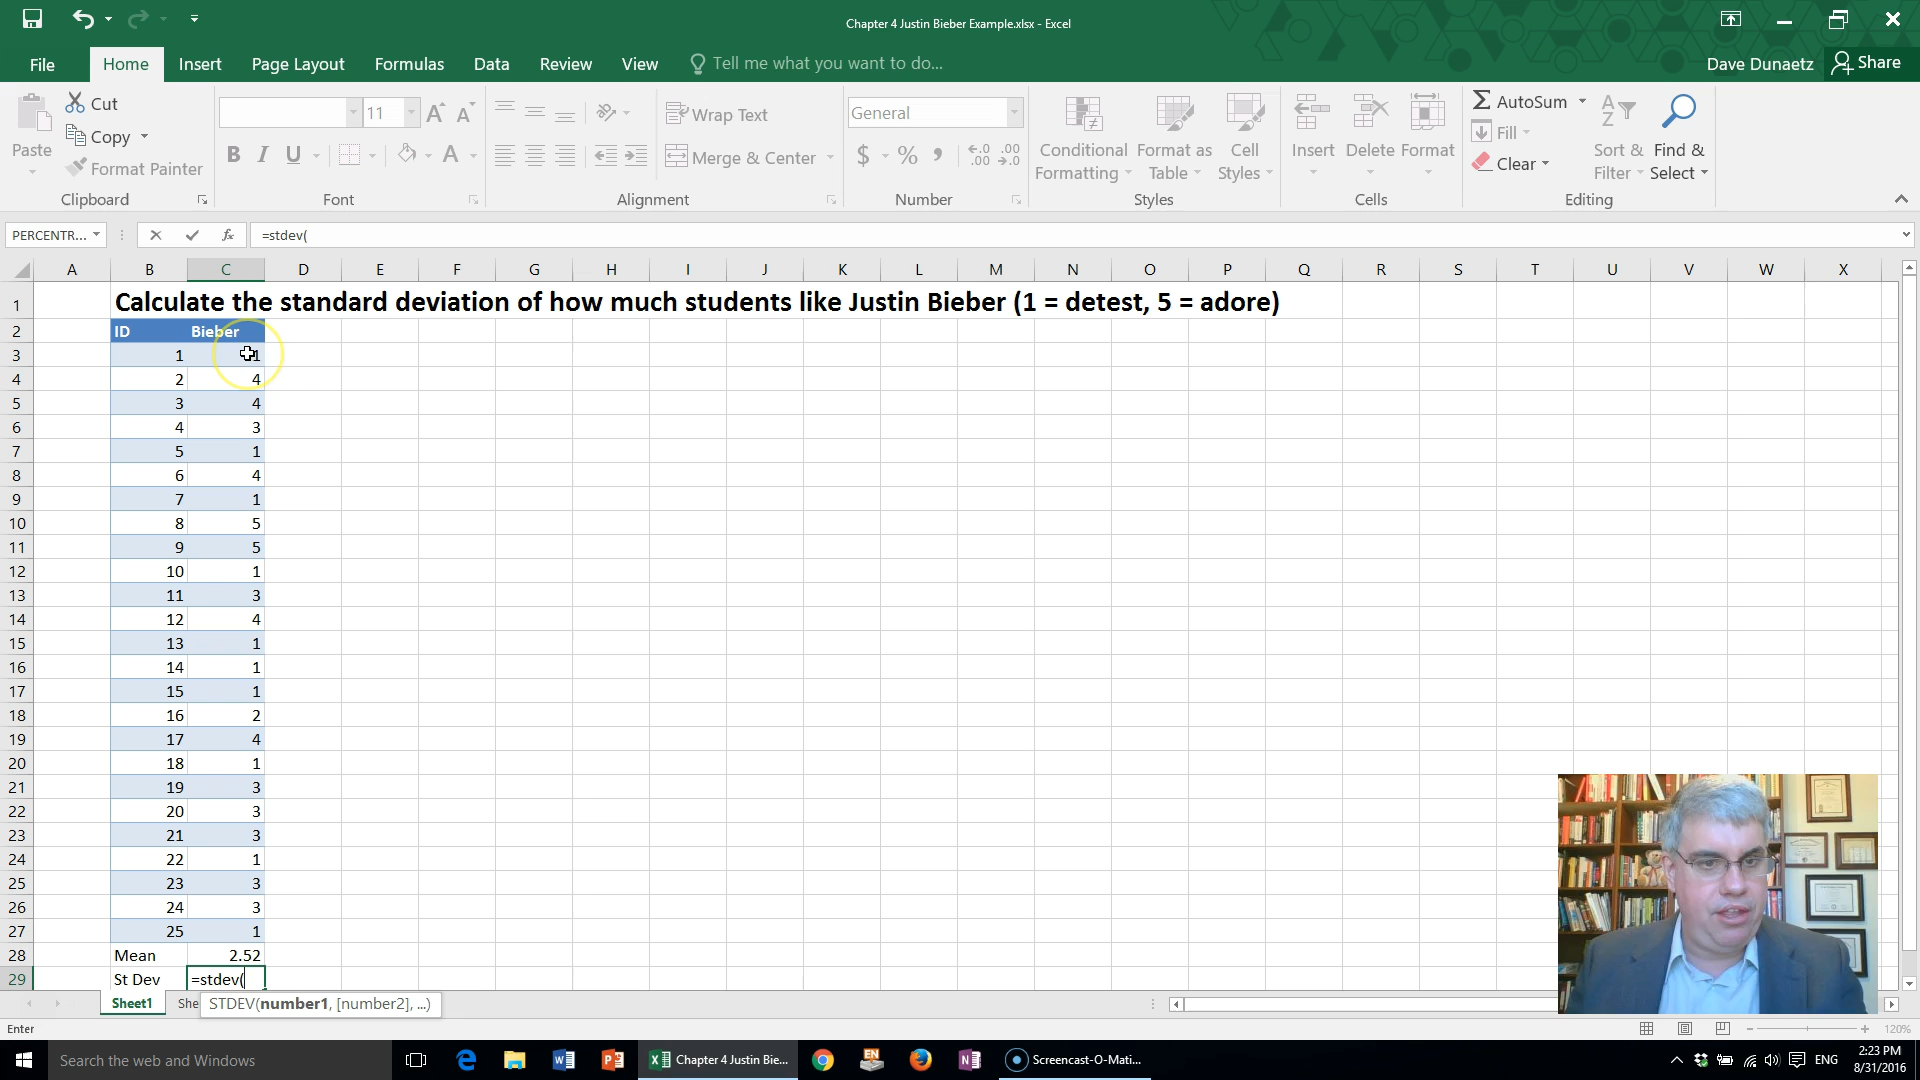 Chapter 4 Justin Bieber Example.xlsx - Excel
File Home Insert Page Layout Formulas Data Review View Tell me what you want to do... Dave Dunaetz Share
Paste Cut Copy Format Painter Clipboard
11 B I U A Font
Wrap Text Merge & Center Alignment
General $ % Number
Conditional Formatting Format as Table Cell Styles Styles
Insert Delete Format Cells
AutoSum Fill Clear Sort & Filter Find & Select Editing
PERCENTR... fx =stdev(
A B C D E F G H I J K L M N O P Q R S T U V W X
1 Calculate the standard deviation of how much students like Justin Bieber (1 = detest, 5 = adore)
2 ID Bieber
3 1 1
4 2 4
5 3 4
6 4 3
7 5 1
8 6 4
9 7 1
10 8 5
11 9 5
12 10 1
13 11 3
14 12 4
15 13 1
16 14 1
17 15 1
18 16 2
19 17 4
20 18 1
21 19 3
22 20 3
23 21 3
24 22 1
25 23 3
26 24 3
27 25 1
28 Mean 2.52
29 St Dev =stdev(
Sheet1 She STDEV(number1, [number2], ...)
Enter 120%
Search the web and Windows Chapter 4 Justin Bie... EN Screencast-O-Mati... ENG 2:23 PM
8/31/2016